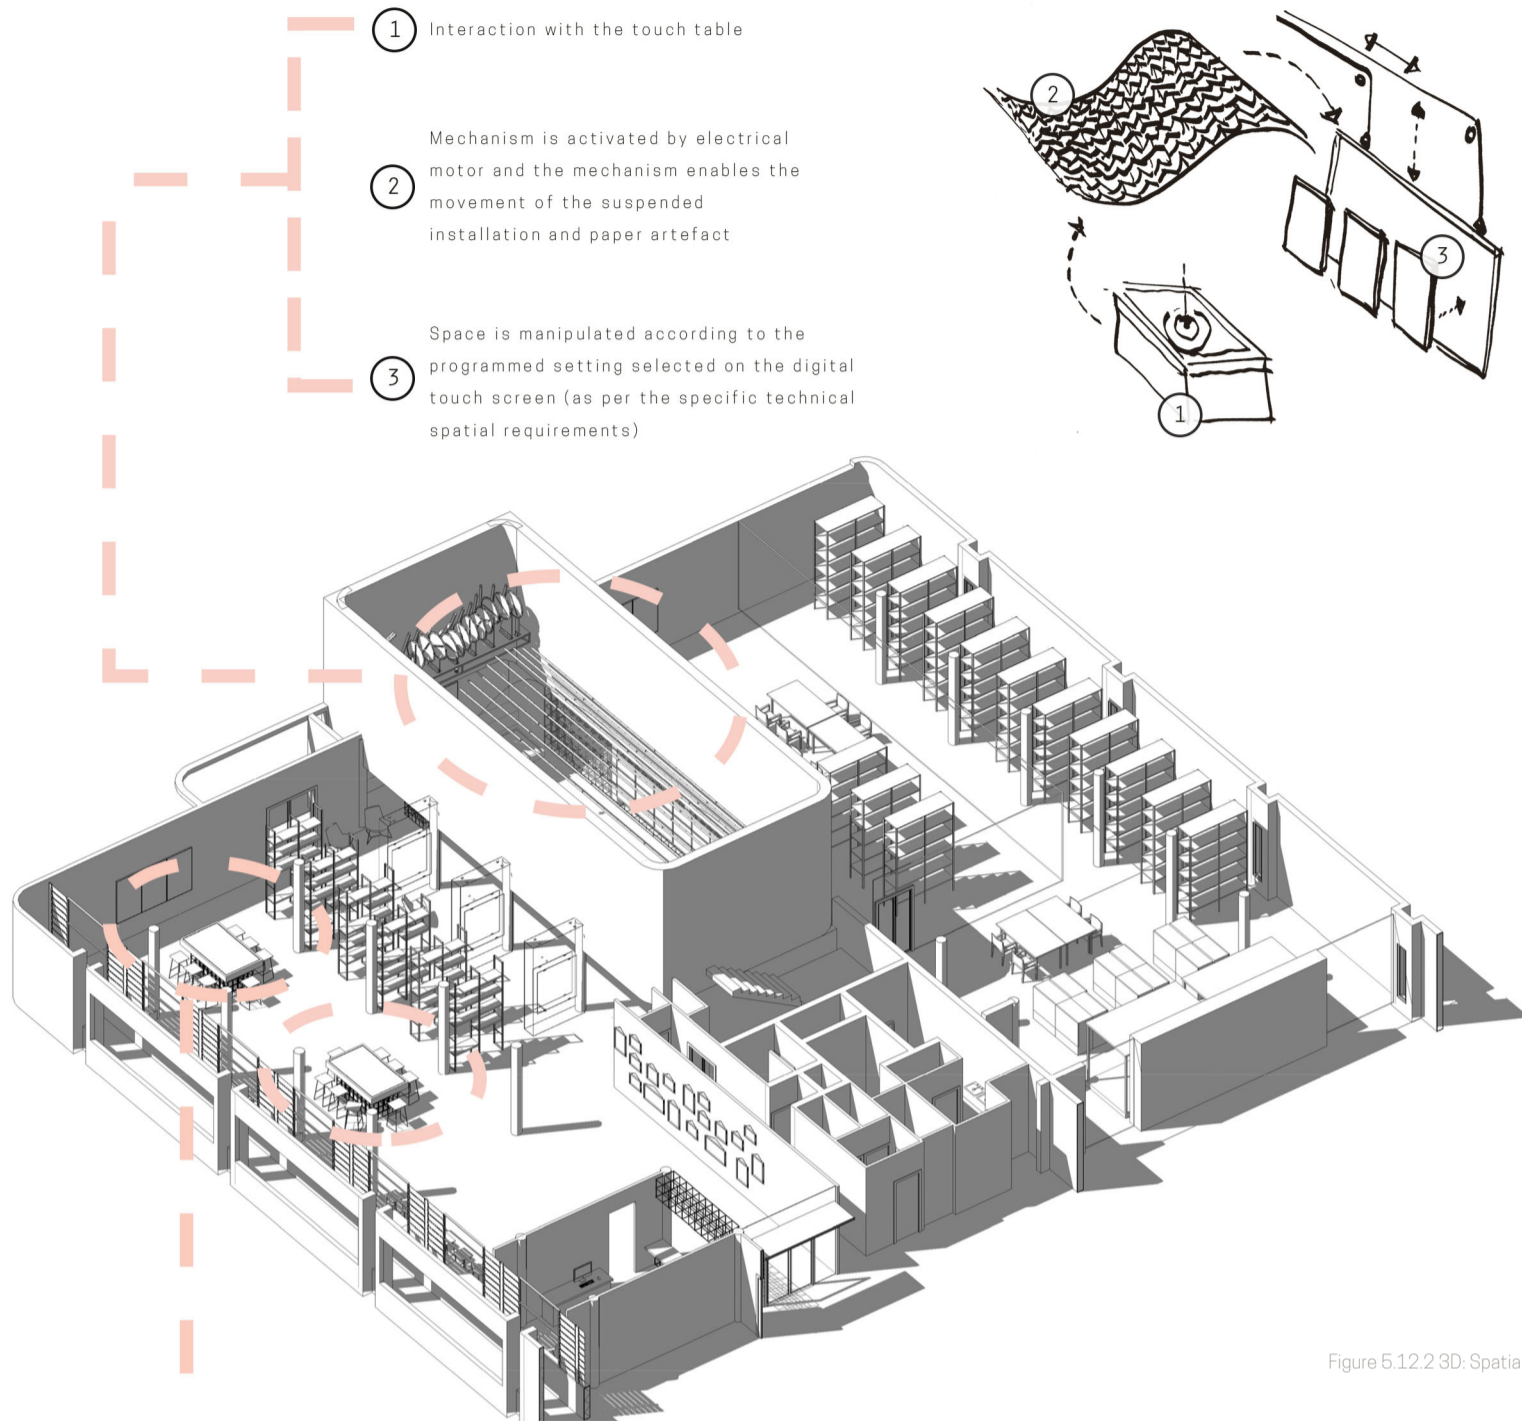 1 Interaction with the touch table
Mechanism is activated by electrical
motor and the mechanism enables the
2 movement of the suspended
installation and paper artefact
Space is manipulated according to the
3 programmed setting selected on the digital
touch screen (as per the specific technical
spatial requirements)
2
3
1
Figure 5.12.2 3D: Spatia